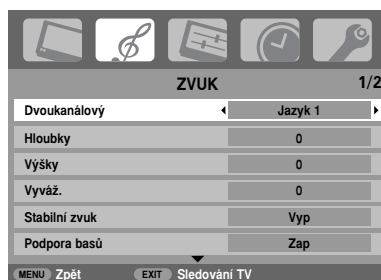 ZVUK 1/2
Dvoukanálový Jazyk 1
Hloubky 0
Výšky 0
Vyváž. 0
Stabilní zvuk Vyp
Podpora basů Zap
MENU Zpět EXIT Sledování TV